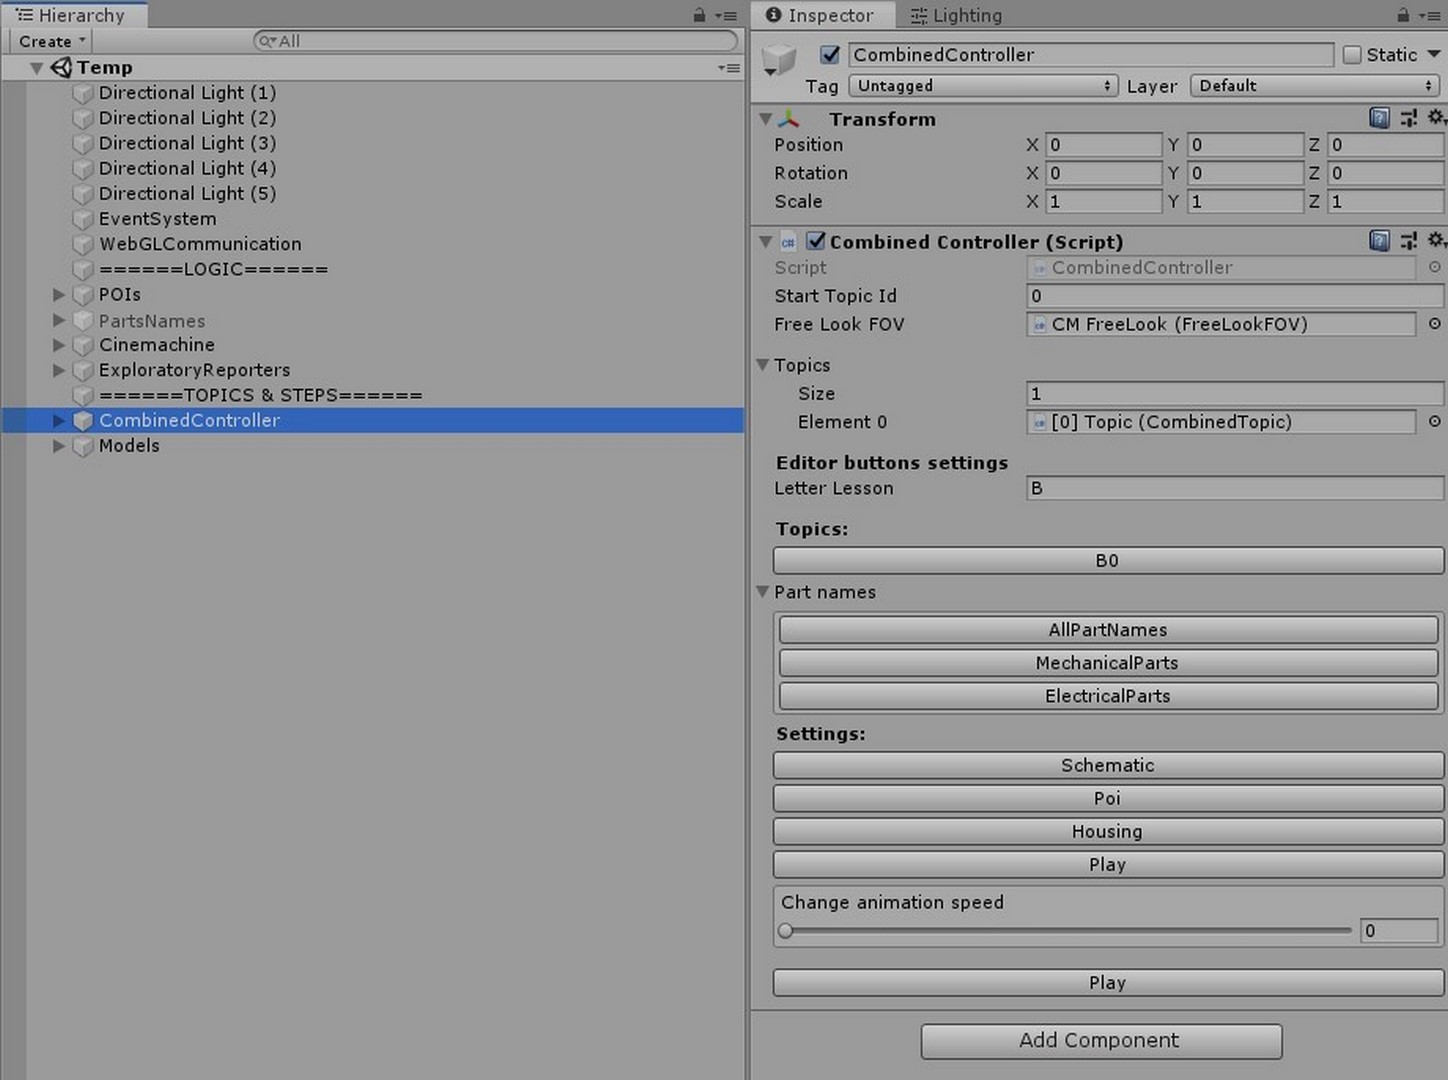 Hierarchy
Create
All
Temp
Directional Light (1)
Directional Light (2)
Directional Light (3)
Directional Light (4)
Directional Light (5)
EventSystem
WebGLCommunication
======LOGIC======
POIs
PartsNames
Cinemachine
ExploratoryReporters
======TOPICS & STEPS======
CombinedController
Models
Inspector Lighting
CombinedController Static
Tag Untagged Layer Default
Transform
Position X 0 Y 0 Z 0
Rotation X 0 Y 0 Z 0
Scale X 1 Y 1 Z 1
Combined Controller (Script)
Script CombinedController
Start Topic Id 0
Free Look FOV CM FreeLook (FreeLookFOV)
Topics
Size 1
Element 0 [0] Topic (CombinedTopic)
Editor buttons settings
Letter Lesson B
Topics:
B0
Part names
AllPartNames
MechanicalParts
ElectricalParts
Settings:
Schematic
Poi
Housing
Play
Change animation speed
0
Play
Add Component